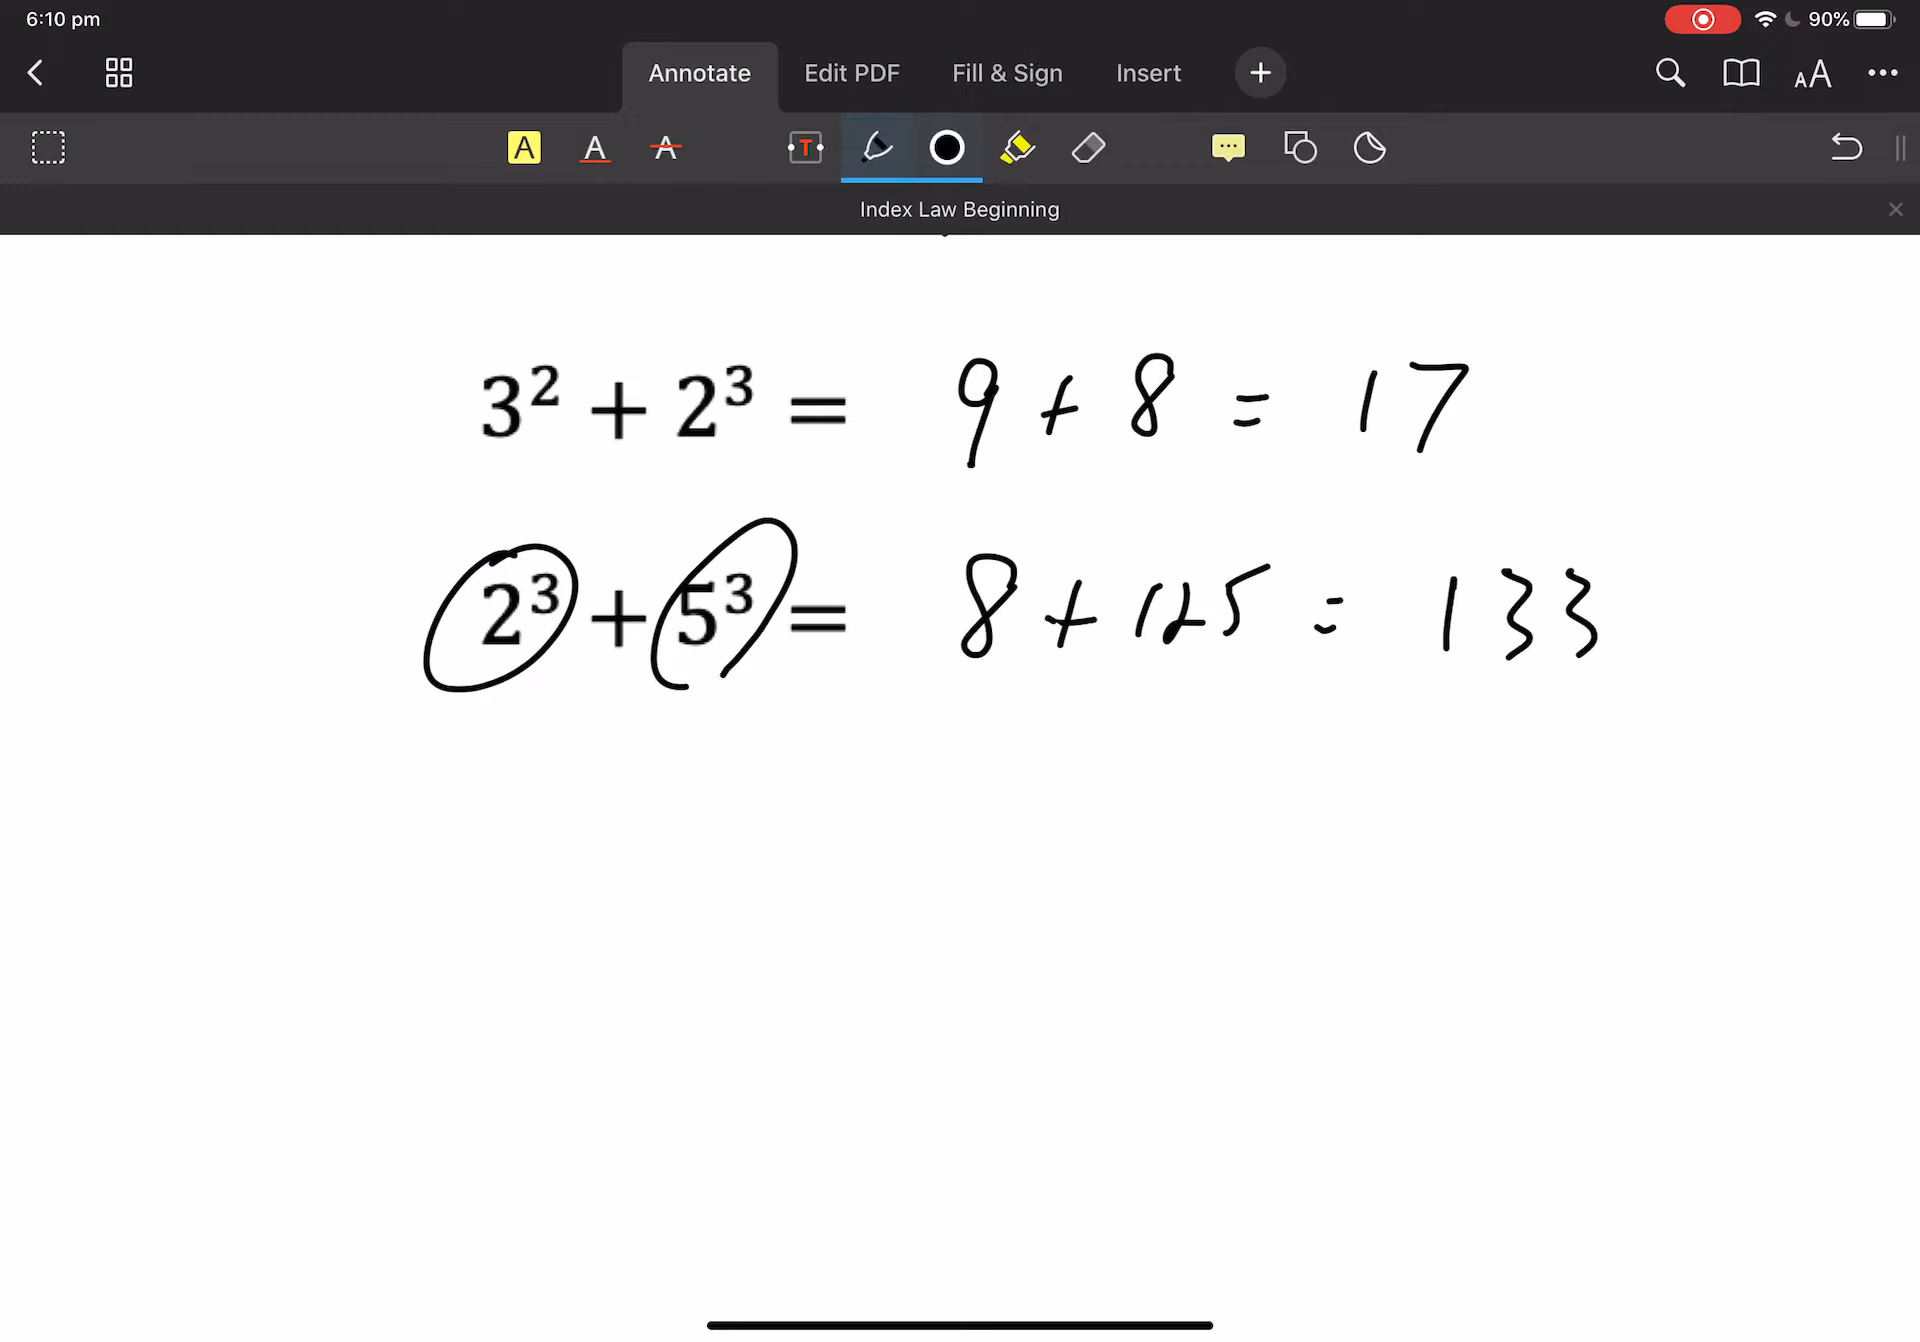 6:10 pm 90%
Annotate Edit PDF Fill & Sign Insert + AA
A A A T
Index Law Beginning
3² + 2³ = 9 + 8 = 17
2³ + 5³ = 8 + 125 = 133